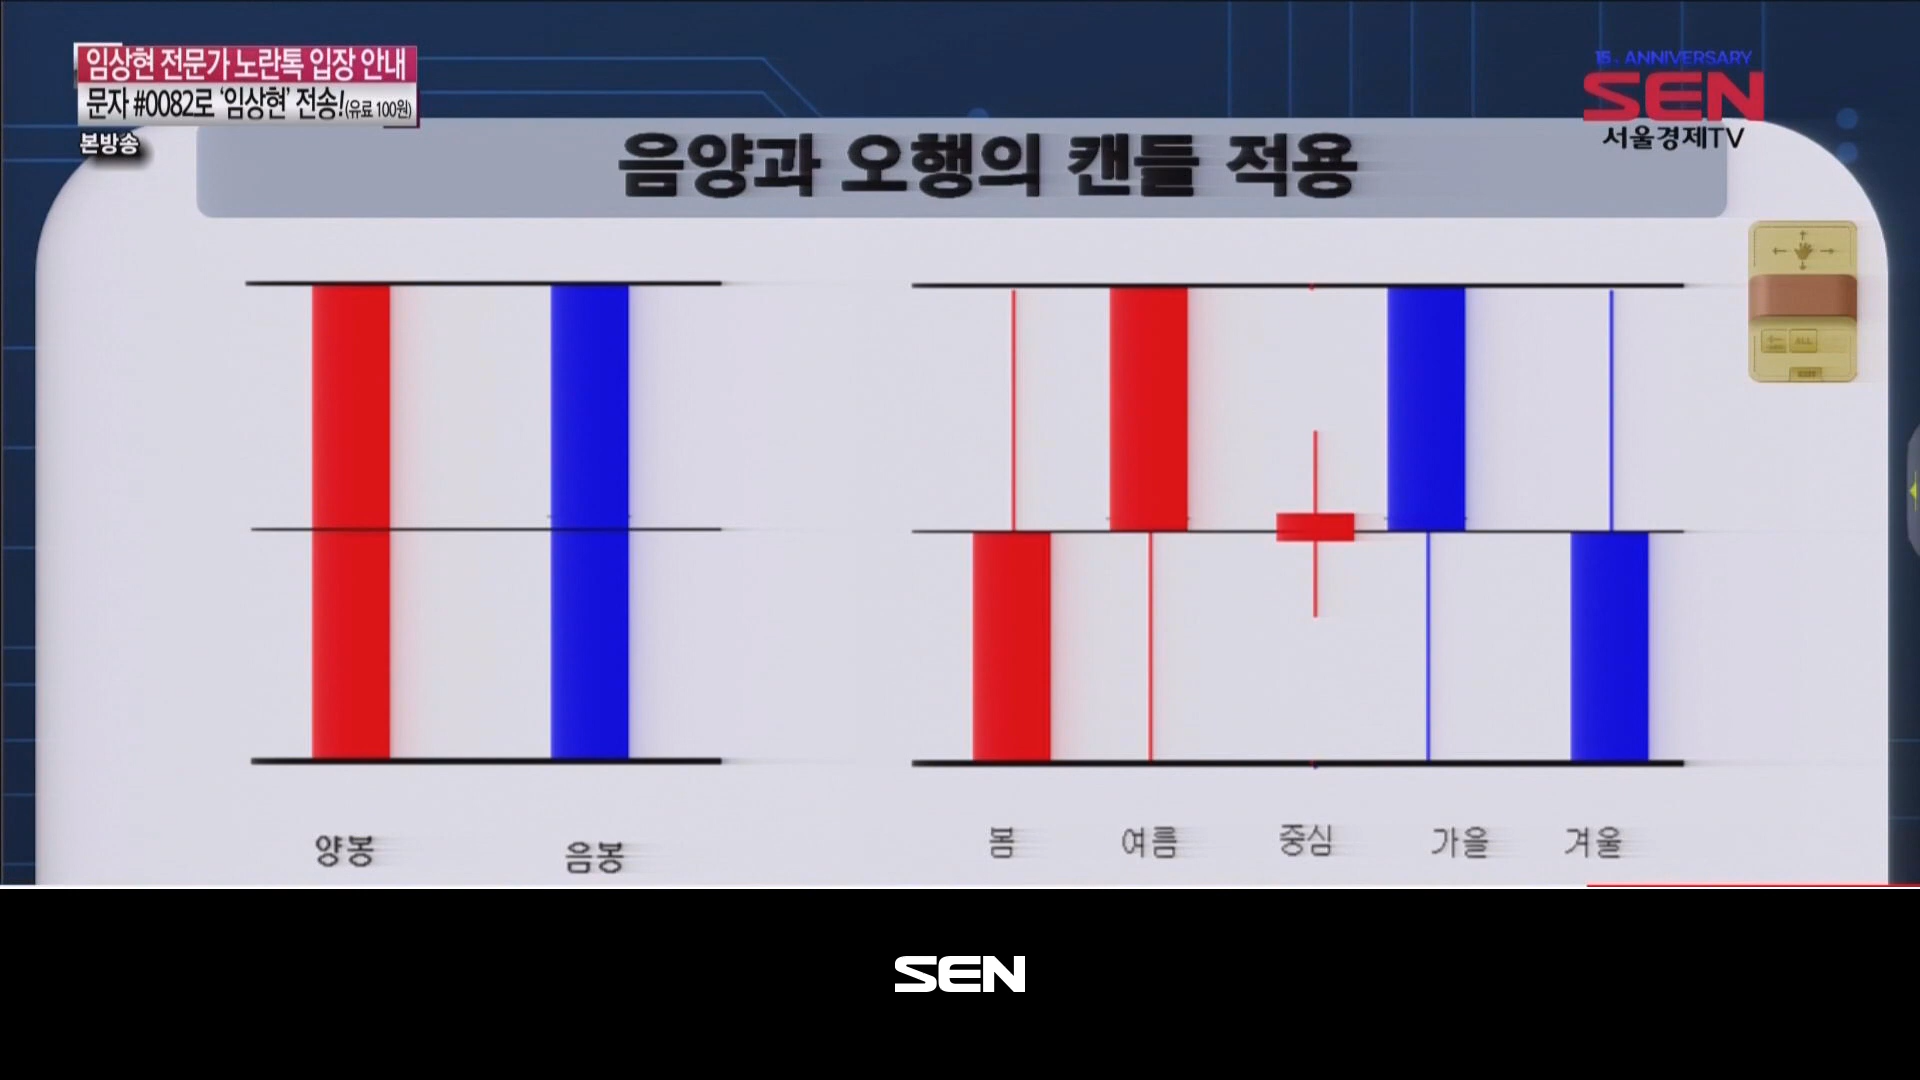 임상현 전문가 노란톡 입장 안내
문자 #0082로 '임상현' 전송!(유료 100원)
본방송
15th ANNIVERSARY
SEN
서울경제TV
음양과 오행의 캔들 적용
ALL
양봉
음봉
봄
여름
중심
가을
겨울
SEN